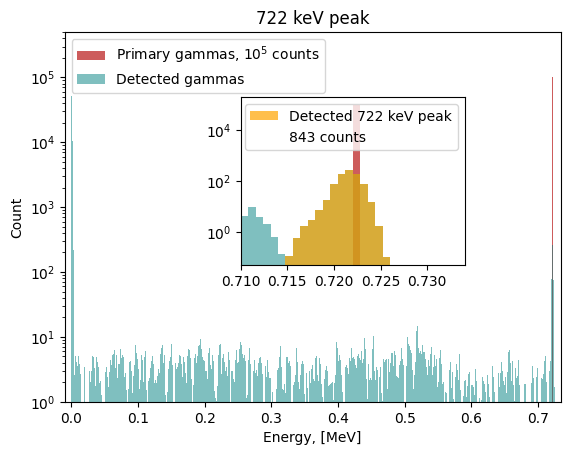 722 keV peak
Primary gammas, 10⁵ counts
Detected gammas
Detected 722 keV peak
843 counts
10⁴
10²
10⁰
0.710 0.715 0.720 0.725 0.730
10⁵
10⁴
10³
10²
10¹
10⁰
Count
0.0 0.1 0.2 0.3 0.4 0.5 0.6 0.7
Energy, [MeV]